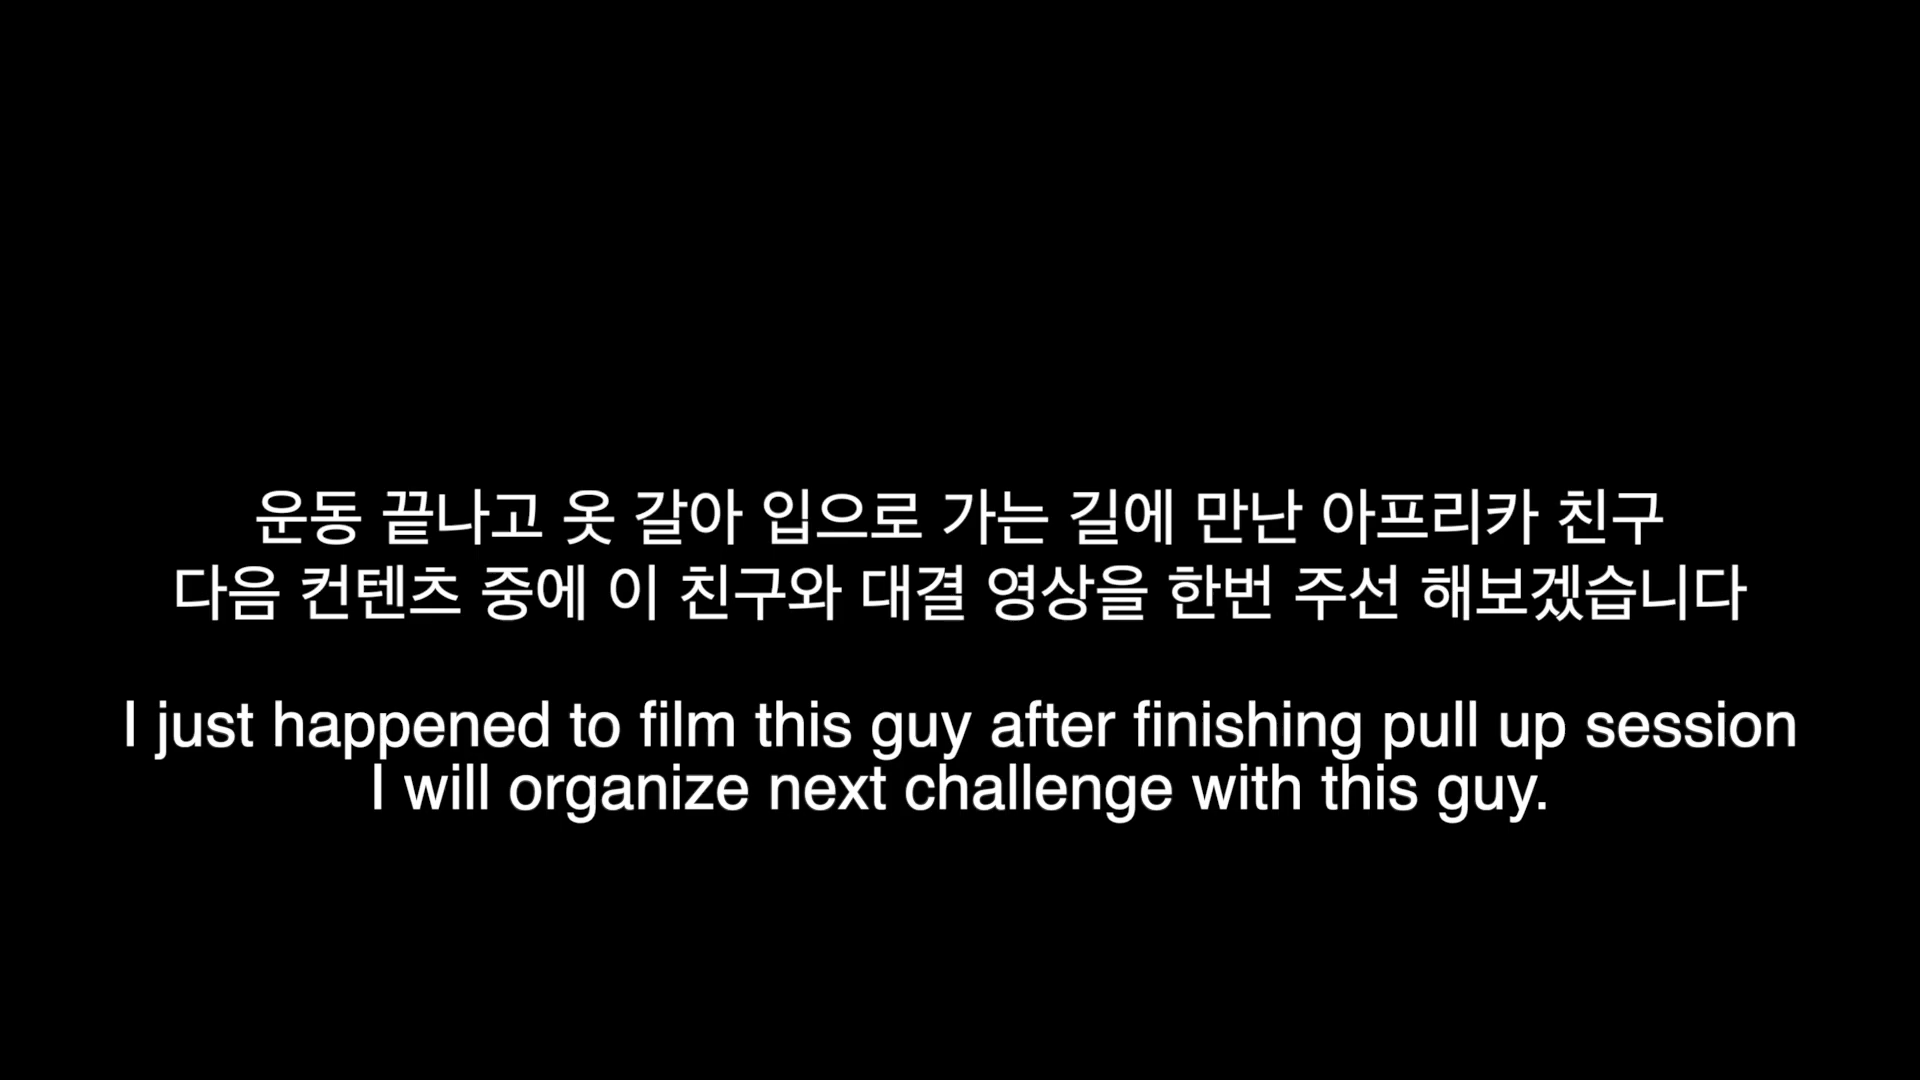 운동 끝나고 옷 갈아 입으로 가는 길에 만난 아프리카 친구
다음 컨텐츠 중에 이 친구와 대결 영상을 한번 주선 해보겠습니다
I just happened to film this guy after finishing pull up session
I will organize next challenge with this guy.